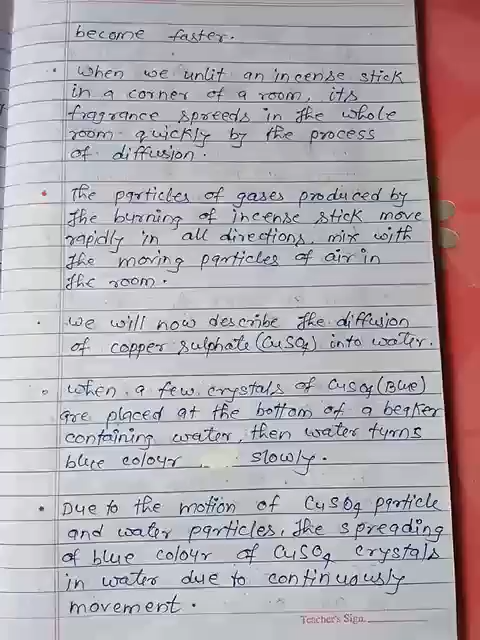 become faster.
• when we unlit an incense stick
in a corner of a room, its
fragrance spreeds in the whole
room quickly by the process
of diffusion.
• The particles of gases produced by
the burning of incense stick move
rapidly in all directions, mix with
the moving particles of air in
the room.
• we will now describe the diffusion
of copper sulphate (CuSO4) into water.
• when a few crystals of CuSO4 (Blue)
are placed at the bottom of a beaker
containing water, then water turns
blue colour slowly.
• Due to the motion of CuSO4 particle
and water particles, the spreading
of blue colour of CuSO4 crystals
in water due to continuously
movement.
Teacher's Sign.